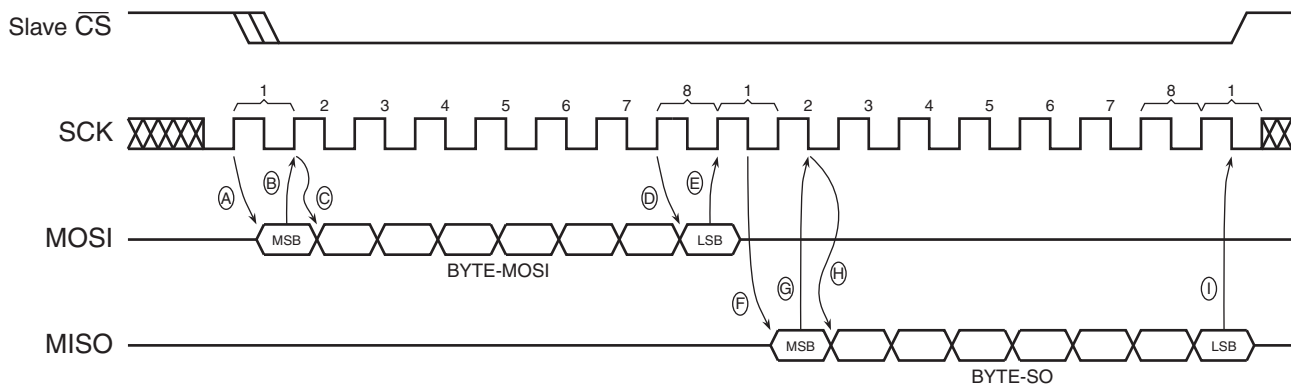 Slave CS
1 2 3 4 5 6 7 8 1 2 3 4 5 6 7 8 1
SCK
A B C D E
MOSI MSB LSB
BYTE-MOSI
F G H I
MISO MSB LSB
BYTE-SO